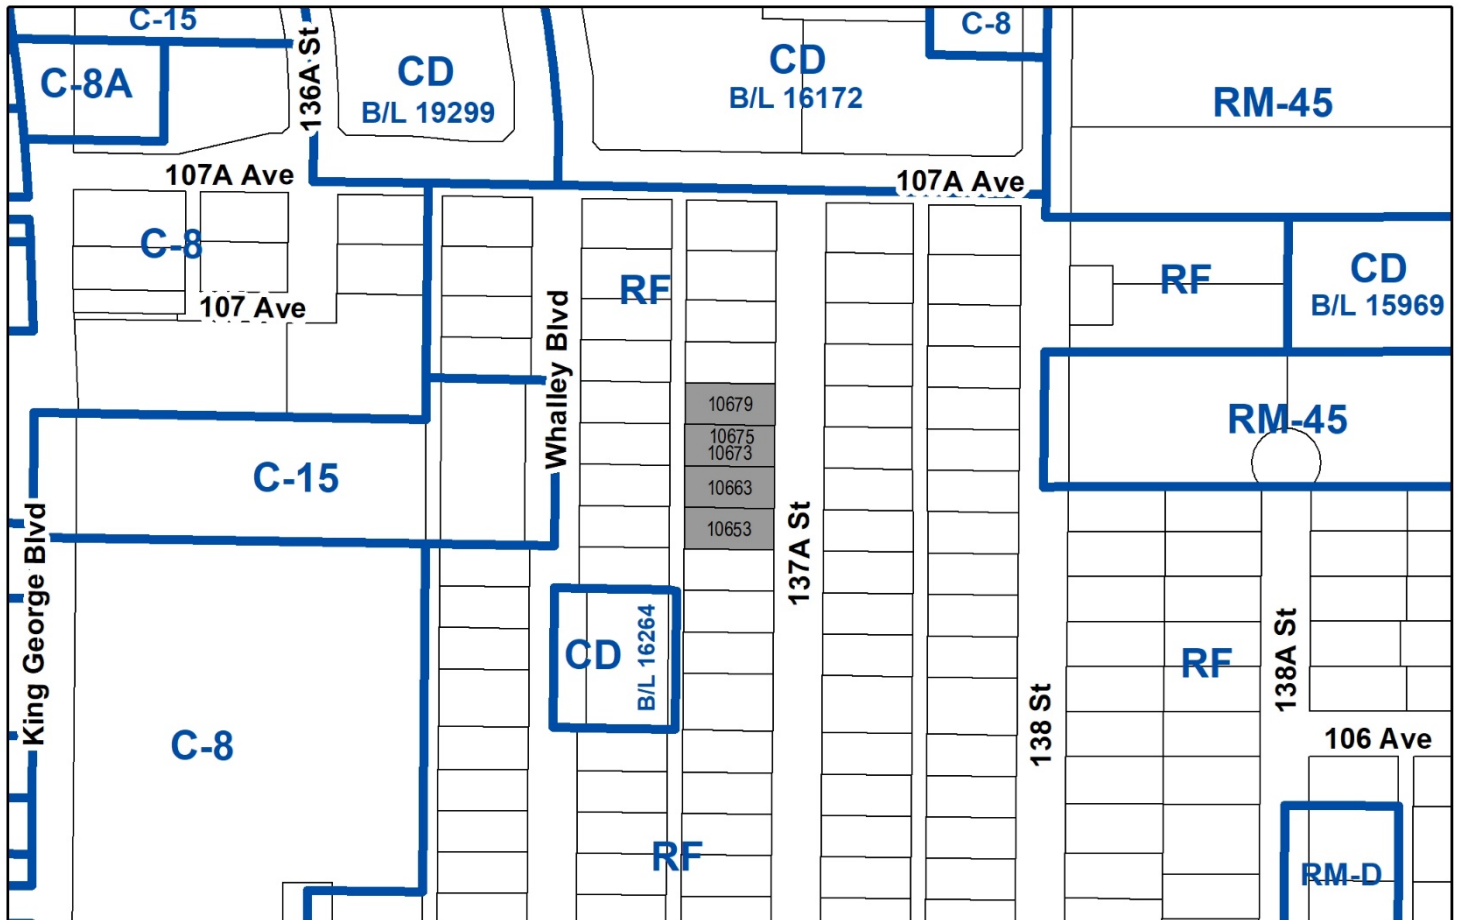 C-15
C-8
136A St
CD
B/L 19299
CD
B/L 16172
C-8A
RM-45
107A Ave
107A Ave
C-8
RF
RF
CD
B/L 15969
107 Ave
Whalley Blvd
10679
RM-45
10675
10673
C-15
10663
10653
King George Blvd
137A St
CD
B/L 16264
RF
138A St
138 St
C-8
106 Ave
RF
RM-D